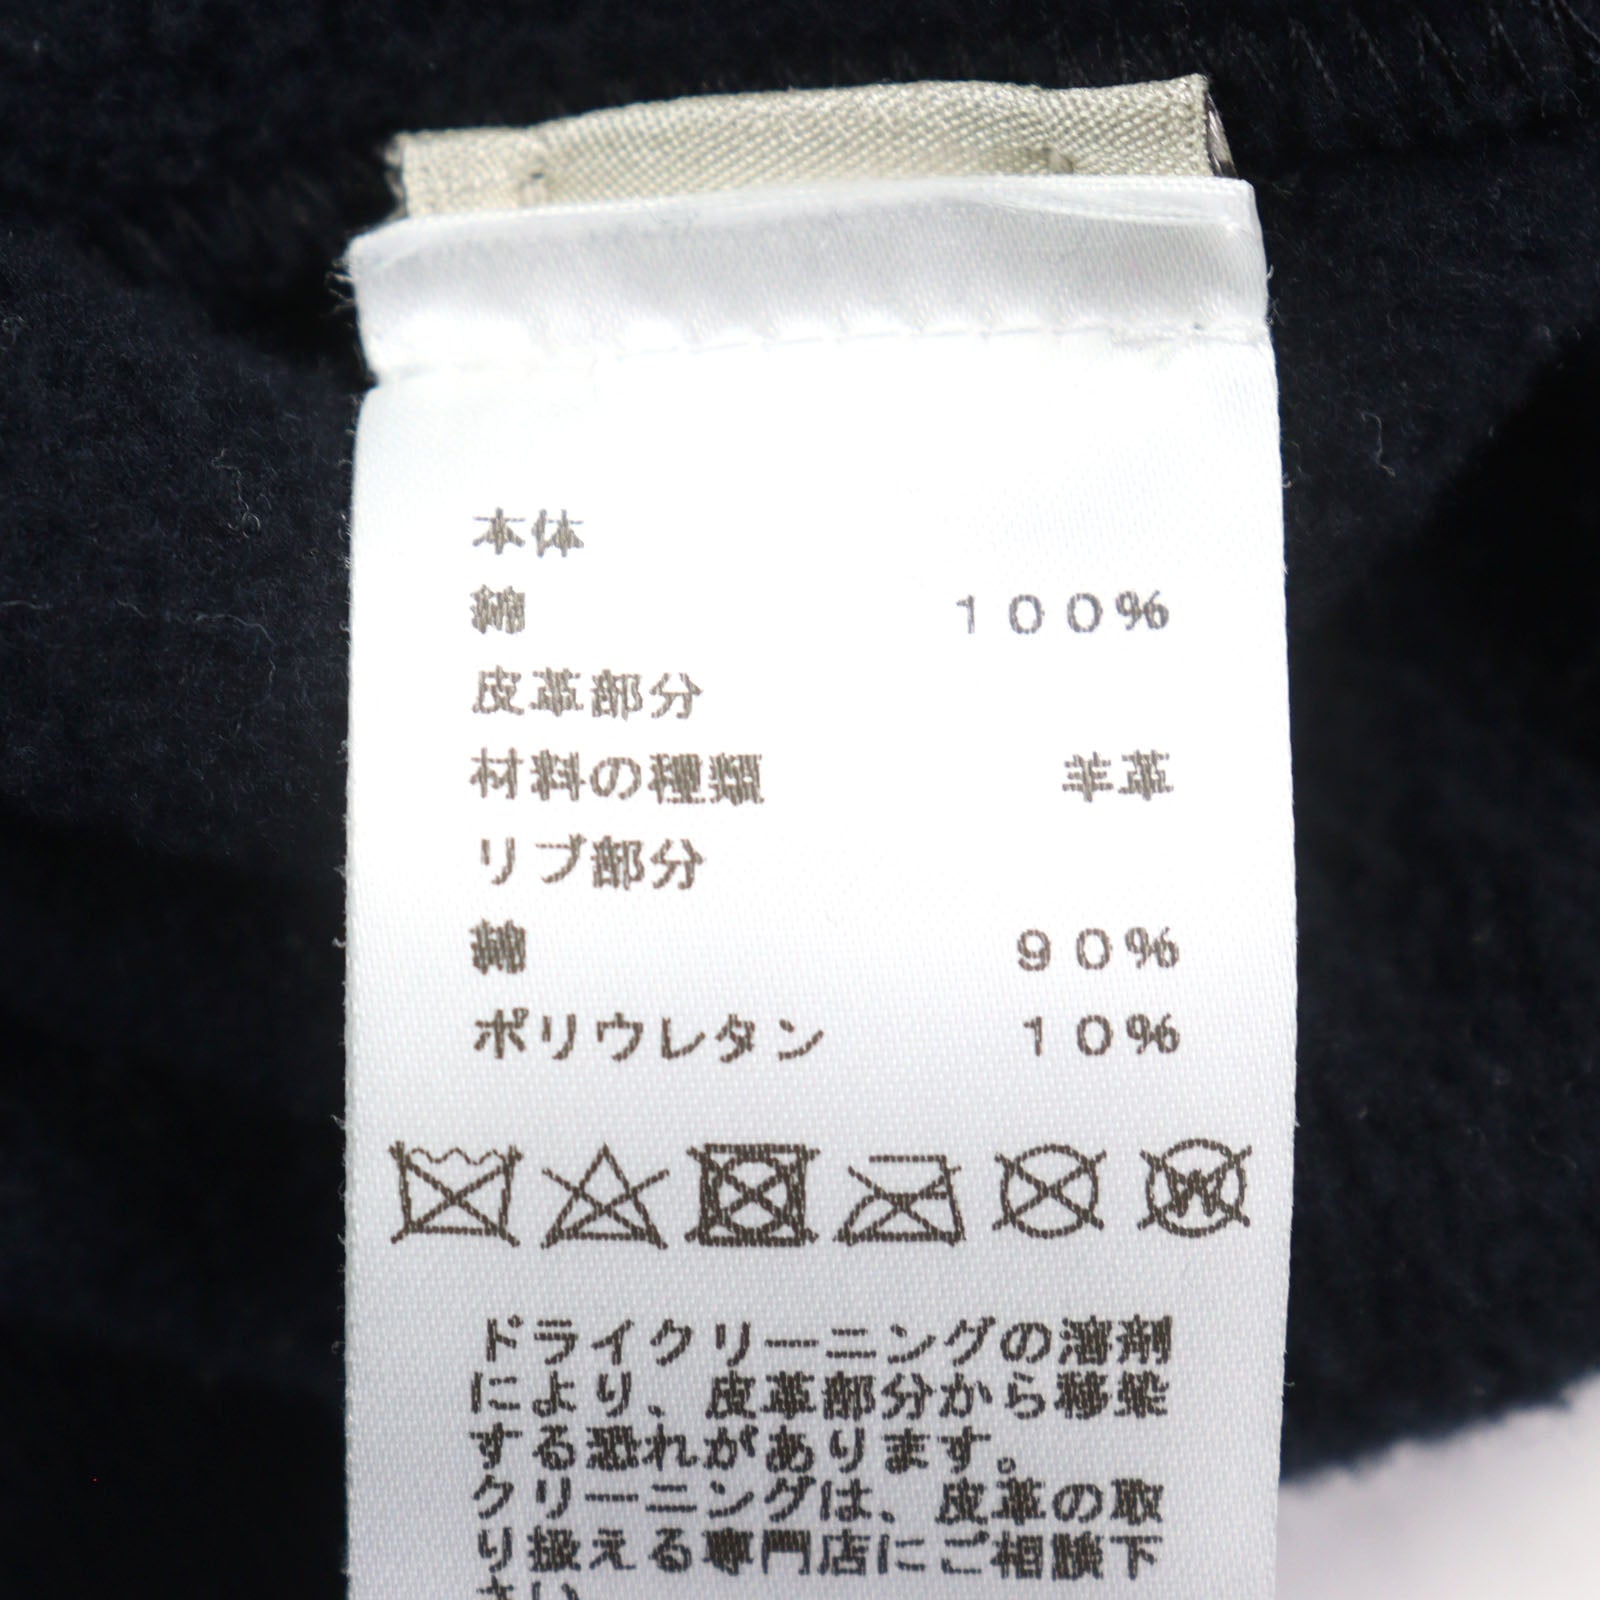 本体
綿 100%
皮革部分
材料の種類 羊革
リブ部分
綿 90%
ポリウレタン 10%
ドライクリーニングの溶剤
により、皮革部分から移染
する恐れがあります。
クリーニングは、皮革の取
り扱える専門店にご相談下
さい